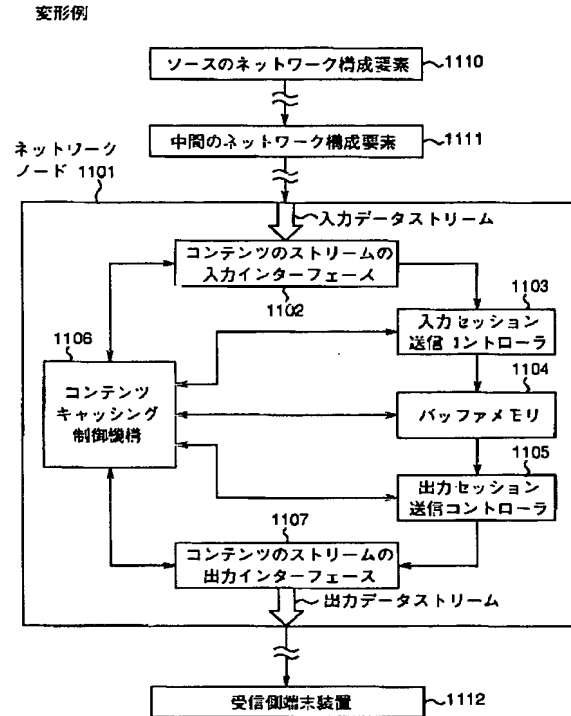 変形例
ソースのネットワーク構成要素
1110
中間のネットワーク構成要素
1111
ネットワーク
ノード 1101
入力データストリーム
コンテンツのストリームの
入力インターフェース
1102
1103
入力セッション
送信コントローラ
1106
コンテンツ
キャッシング
制御機構
1104
バッファメモリ
1105
出力セッション
送信コントローラ
1107
コンテンツのストリームの
出力インターフェース
出力データストリーム
受信側端末装置
1112